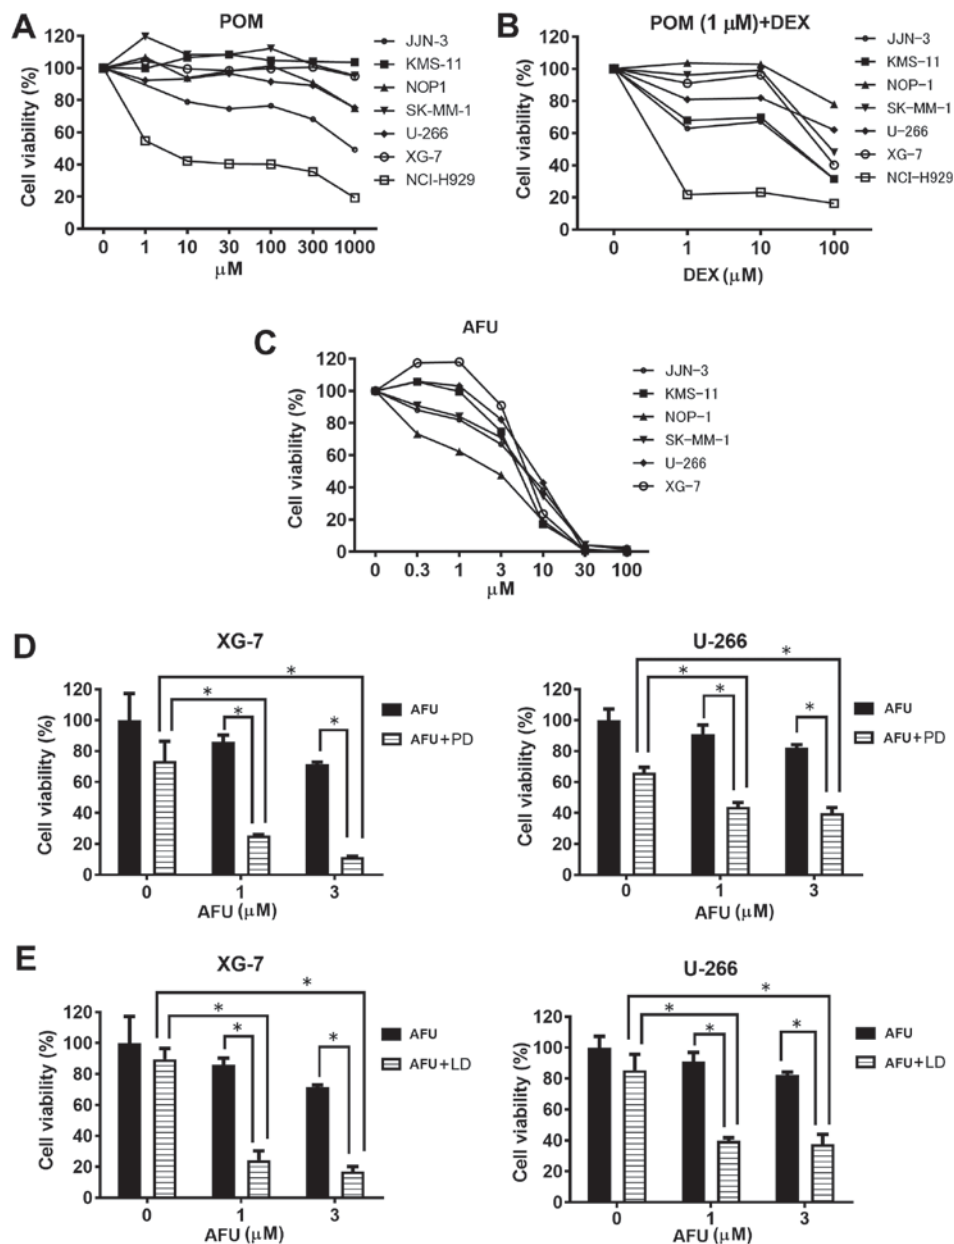 A
POM
Cell viability (%)
120
100
80
60
40
20
0
0 1 10 30 100 300 1000
μM
JJN-3
KMS-11
NOP1
SK-MM-1
U-266
XG-7
NCI-H929
B
POM (1 μM)+DEX
Cell viability (%)
120
100
80
60
40
20
0
0 1 10 100
DEX (μM)
JJN-3
KMS-11
NOP-1
SK-MM-1
U-266
XG-7
NCI-H929
C
AFU
Cell viability (%)
120
100
80
60
40
20
0
0 0.3 1 3 10 30 100
μM
JJN-3
KMS-11
NOP-1
SK-MM-1
U-266
XG-7
D
XG-7
Cell viability (%)
120
100
80
60
40
20
0
* * * *
0 1 3
AFU (μM)
AFU
AFU+PD
U-266
Cell viability (%)
120
100
80
60
40
20
0
* * * *
0 1 3
AFU (μM)
AFU
AFU+PD
E
XG-7
Cell viability (%)
120
100
80
60
40
20
0
* * * *
0 1 3
AFU (μM)
AFU
AFU+LD
U-266
Cell viability (%)
120
100
80
60
40
20
0
* * * *
0 1 3
AFU (μM)
AFU
AFU+LD